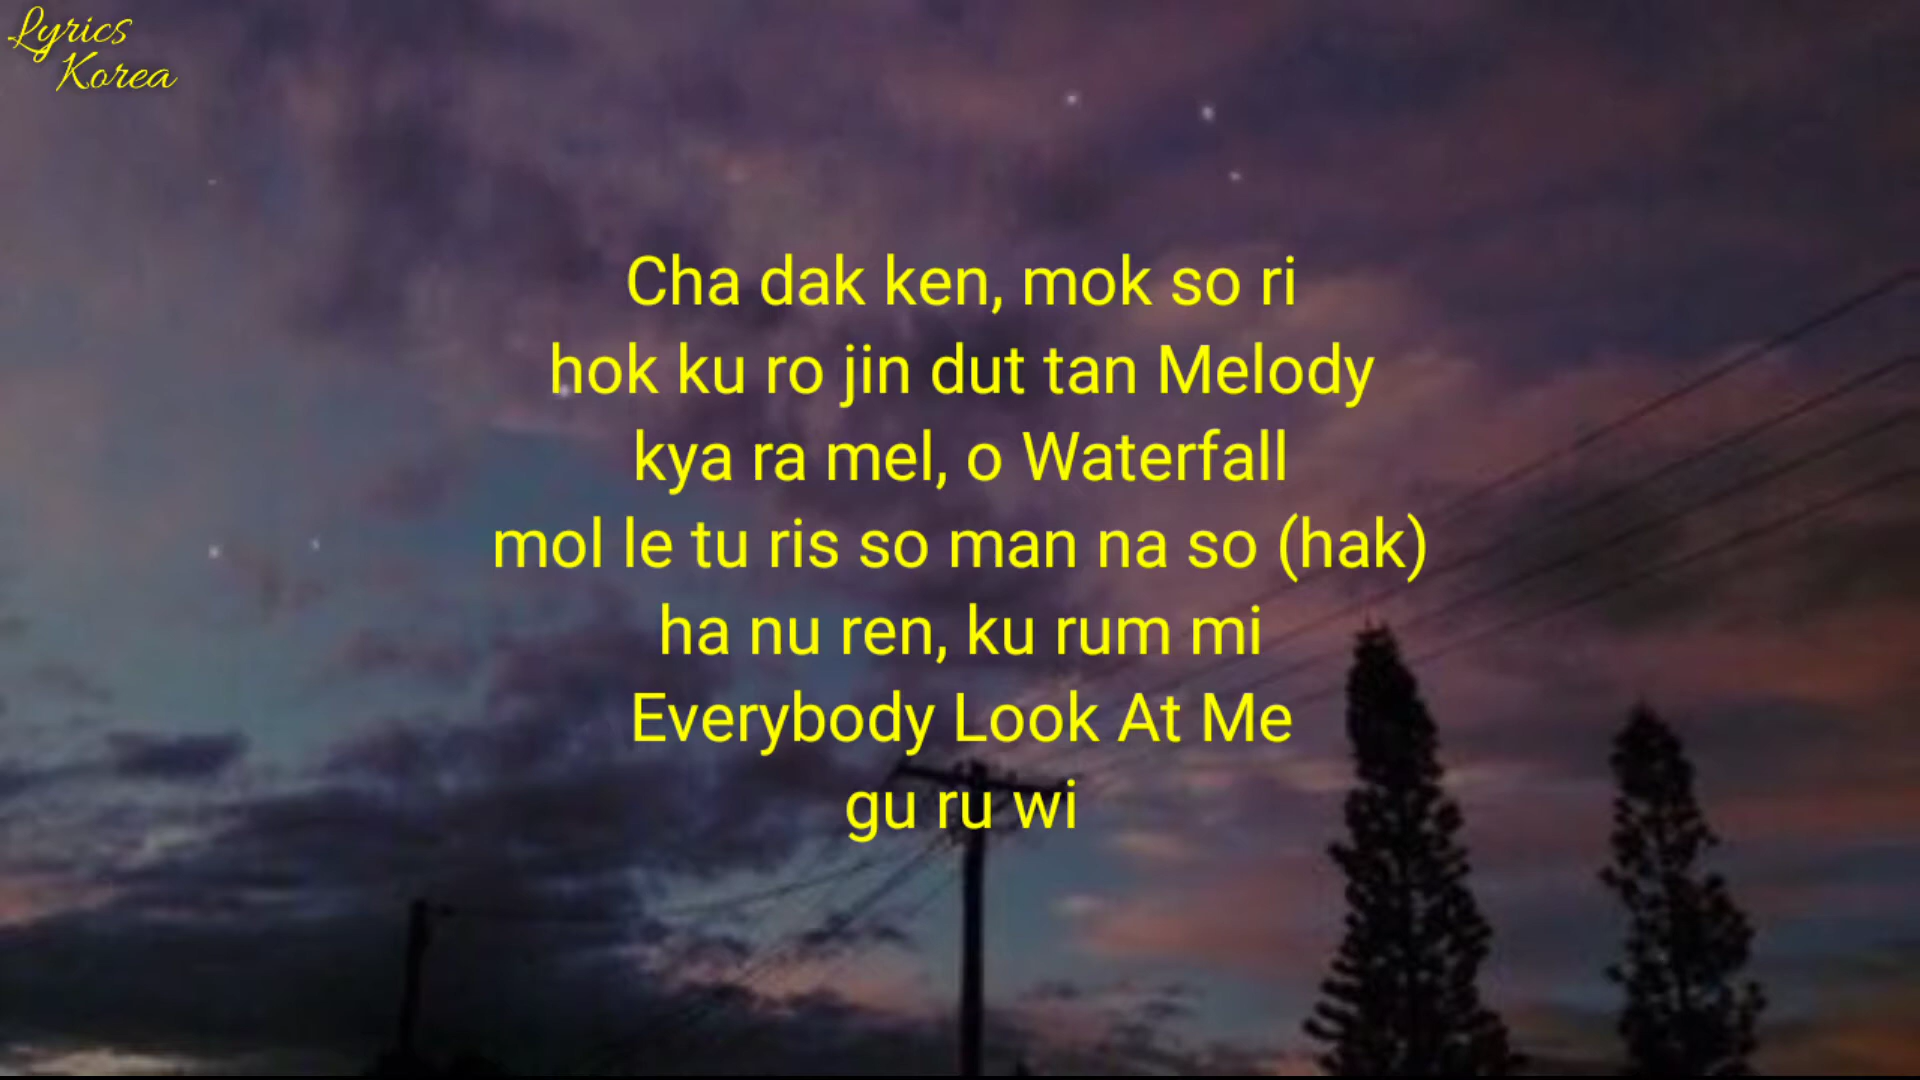 Lyrics
Korea
Cha dak ken, mok so ri
hok ku ro jin dut tan Melody
kya ra mel, o Waterfall
mol le tu ris so man na so (hak)
ha nu ren, ku rum mi
Everybody Look At Me
gu ru wi